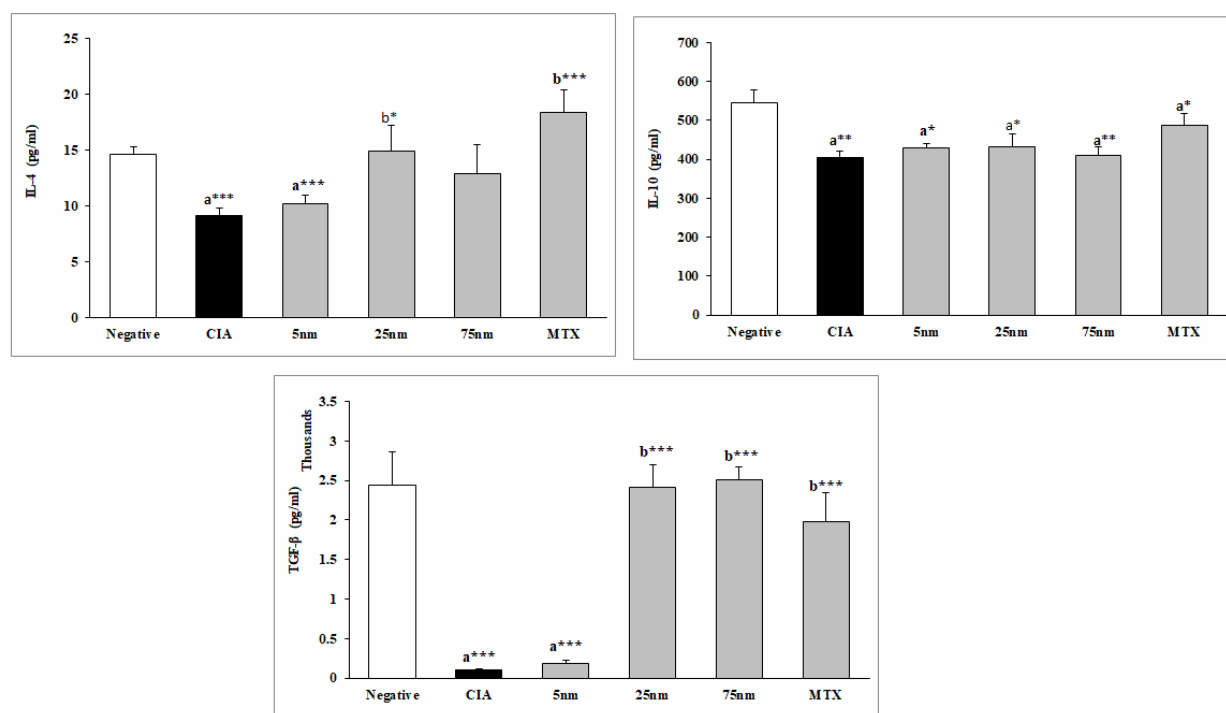 25
20
15
10
5
0
IL-4 (pg/ml)
a***
a***
b*
b***
Negative CIA 5nm 25nm 75nm MTX
700
600
500
400
300
200
100
0
IL-10 (pg/ml)
a**
a*
a*
a**
a*
Negative CIA 5nm 25nm 75nm MTX
3.5
3
2.5
2
1.5
1
0.5
0
Thousands
TGF-β (pg/ml)
a***
a***
b***
b***
b***
Negative CIA 5nm 25nm 75nm MTX